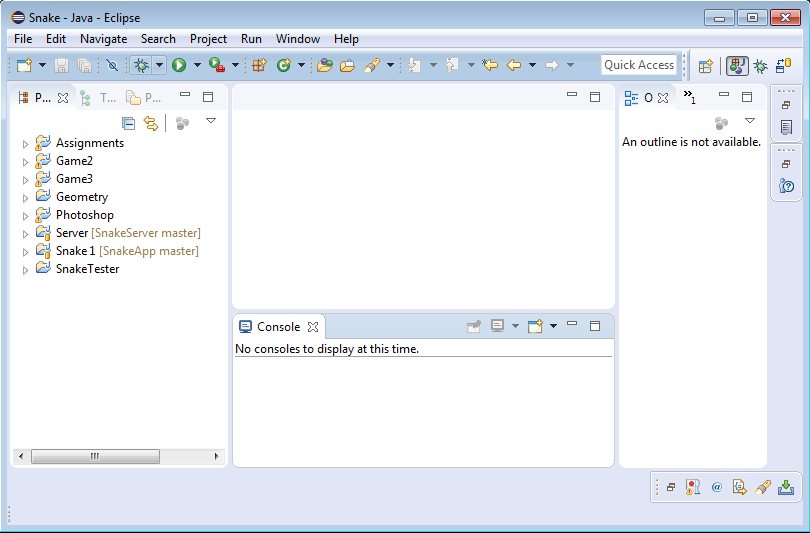 Snake - Java - Eclipse
File Edit Navigate Search Project Run Window Help
Quick Access
P... T... P...
O »1
An outline is not available.
Assignments
Game2
Game3
Geometry
Photoshop
Server [SnakeServer master]
Snake 1 [SnakeApp master]
SnakeTester
Console
No consoles to display at this time.